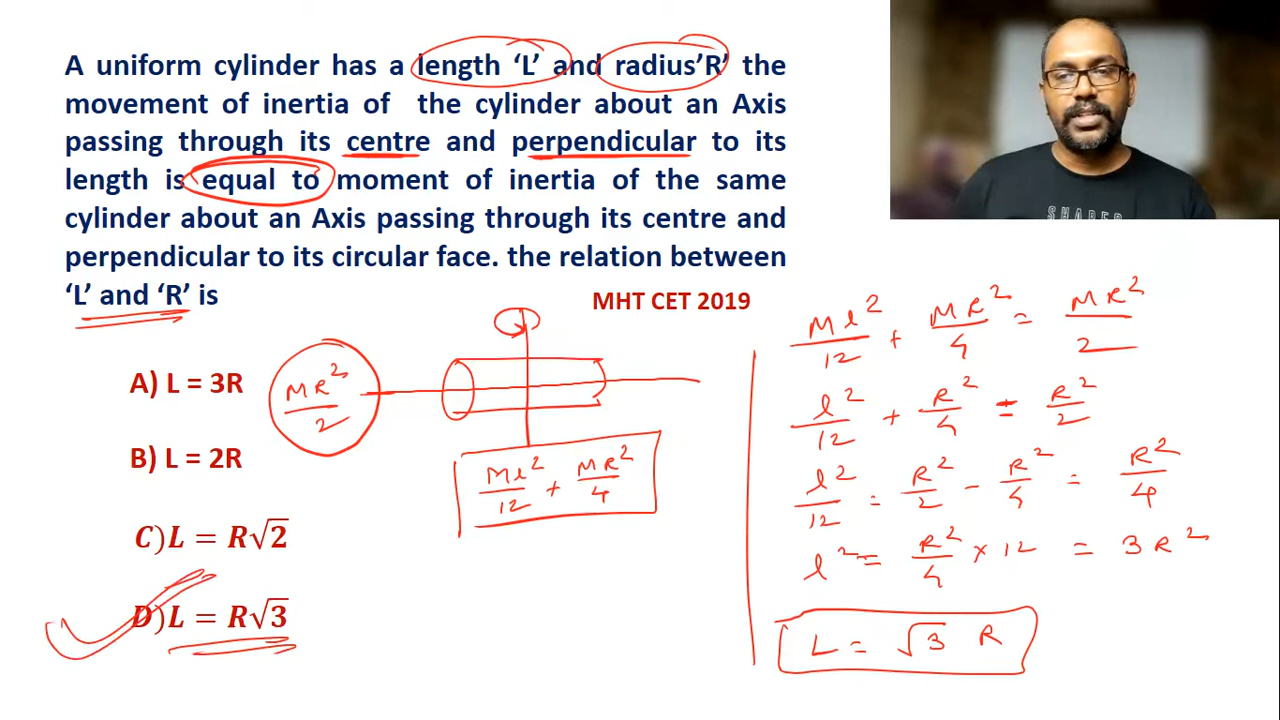 A uniform cylinder has a length ‘L’ and radius’R’ the
movement of inertia of the cylinder about an Axis
passing through its centre and perpendicular to its
length is equal to moment of inertia of the same
cylinder about an Axis passing through its centre and
perpendicular to its circular face. the relation between
‘L’ and ‘R’ is
MHT CET 2019
A) L = 3R
B) L = 2R
C) L = R√2
D) L = R√3
MR²/2
Ml²/12 + MR²/4
Ml²/12 + MR²/4 = MR²/2
l²/12 + R²/4 = R²/2
l²/12 = R²/2 - R²/4 = R²/4
l² = R²/4 × 12 = 3R²
L = √3 R